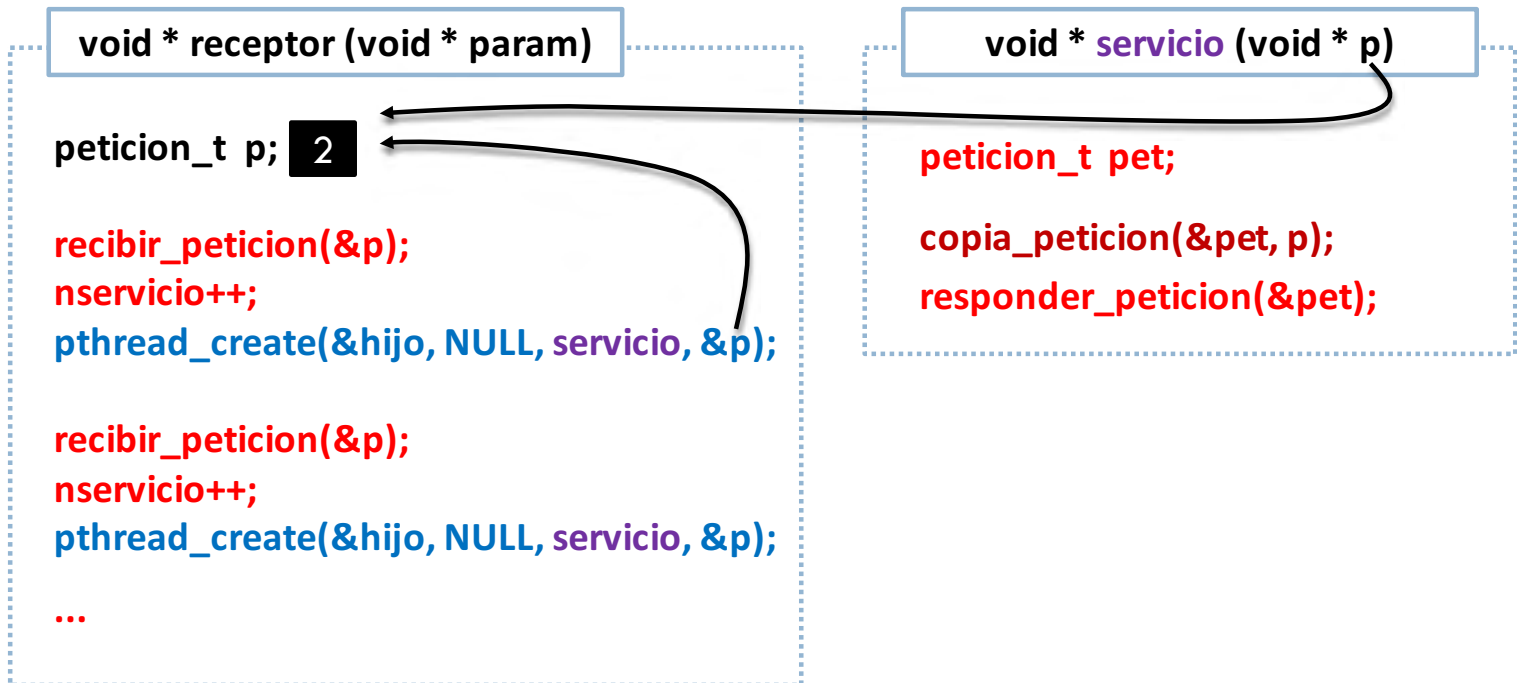 void * receptor (void * param)
peticion_t p; 2
recibir_peticion(&p);
nservicio++;
pthread_create(&hijo, NULL, servicio, &p);
recibir_peticion(&p);
nservicio++;
pthread_create(&hijo, NULL, servicio, &p);
...
void * servicio (void * p)
peticion_t pet;
copia_peticion(&pet, p);
responder_peticion(&pet);